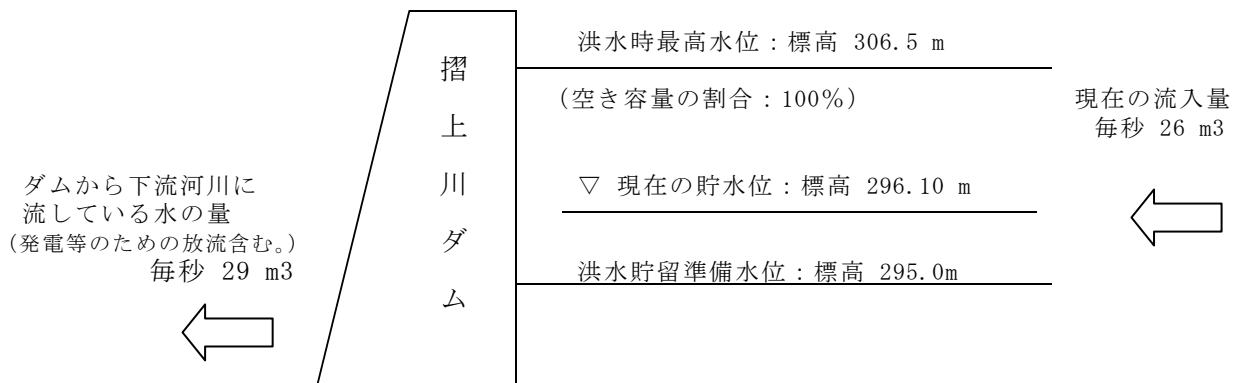 洪水時最高水位：標高 306.5 m
(空き容量の割合：100％)
現在の流入量
毎秒 26 m3
▽ 現在の貯水位：標高 296.10 m
洪水貯留準備水位：標高 295.0m
摺上川ダム
ダムから下流河川に
流している水の量
(発電等のための放流含む。)
毎秒 29 m3